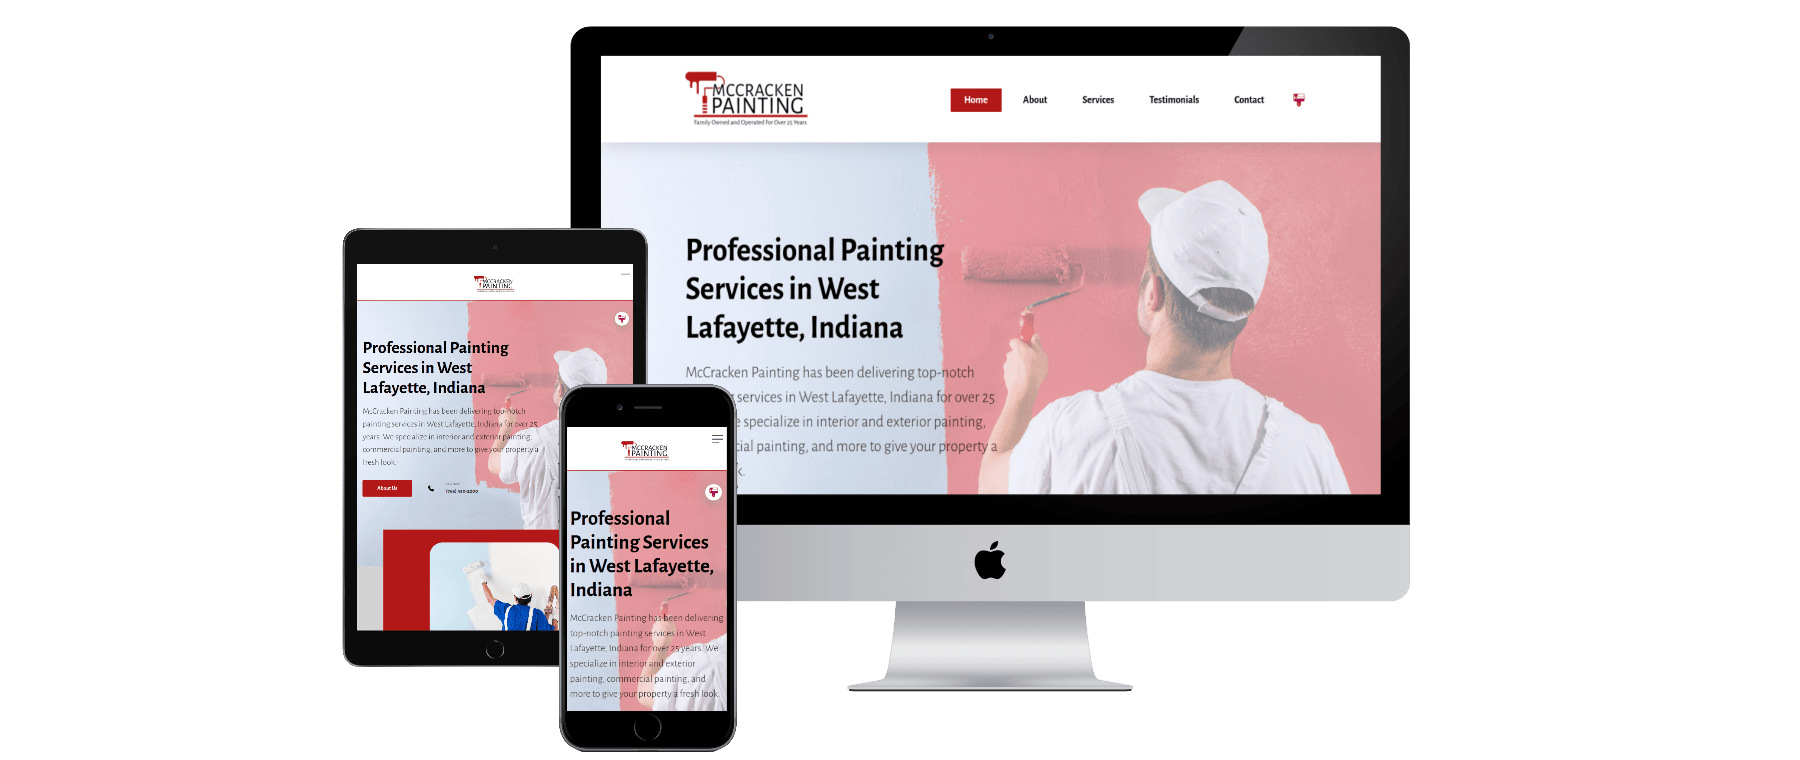 MCCRACKEN
PAINTING
Family Owned and Operated For Over 25 Years
Home
About
Services
Testimonials
Contact
Professional Painting
Services in West
Lafayette, Indiana
McCracken Painting has been delivering top-notch
services in West Lafayette, Indiana for over 25
specialize in interior and exterior painting,
painting, and more to give your property a
MCCRACKEN
PAINTING
Professional Painting
Services in West
Lafayette, Indiana
McCracken Painting has been delivering top-notch
painting services in West Lafayette, Indiana for over 25
years. We specialize in interior and exterior painting,
commercial painting, and more to give your property a
fresh look.
About Us
MCCRACKEN
PAINTING
Professional
Painting Services
in West Lafayette,
Indiana
McCracken Painting has been delivering
top-notch painting services in West
Lafayette, Indiana for over 25 years. We
specialize in interior and exterior
painting, commercial painting, and
more to give your property a fresh look.